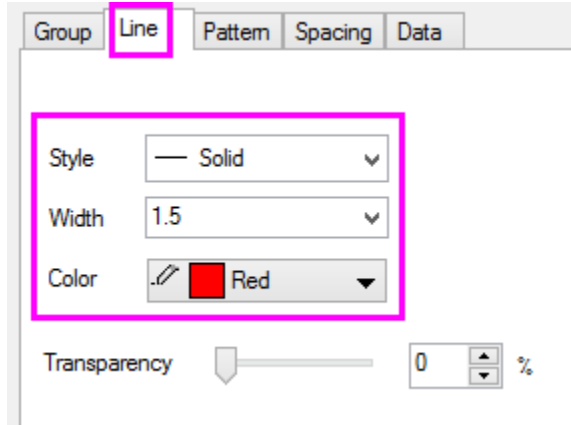 Group Line Pattern Spacing Data
Style — Solid
Width 1.5
Color Red
Transparency 0 %